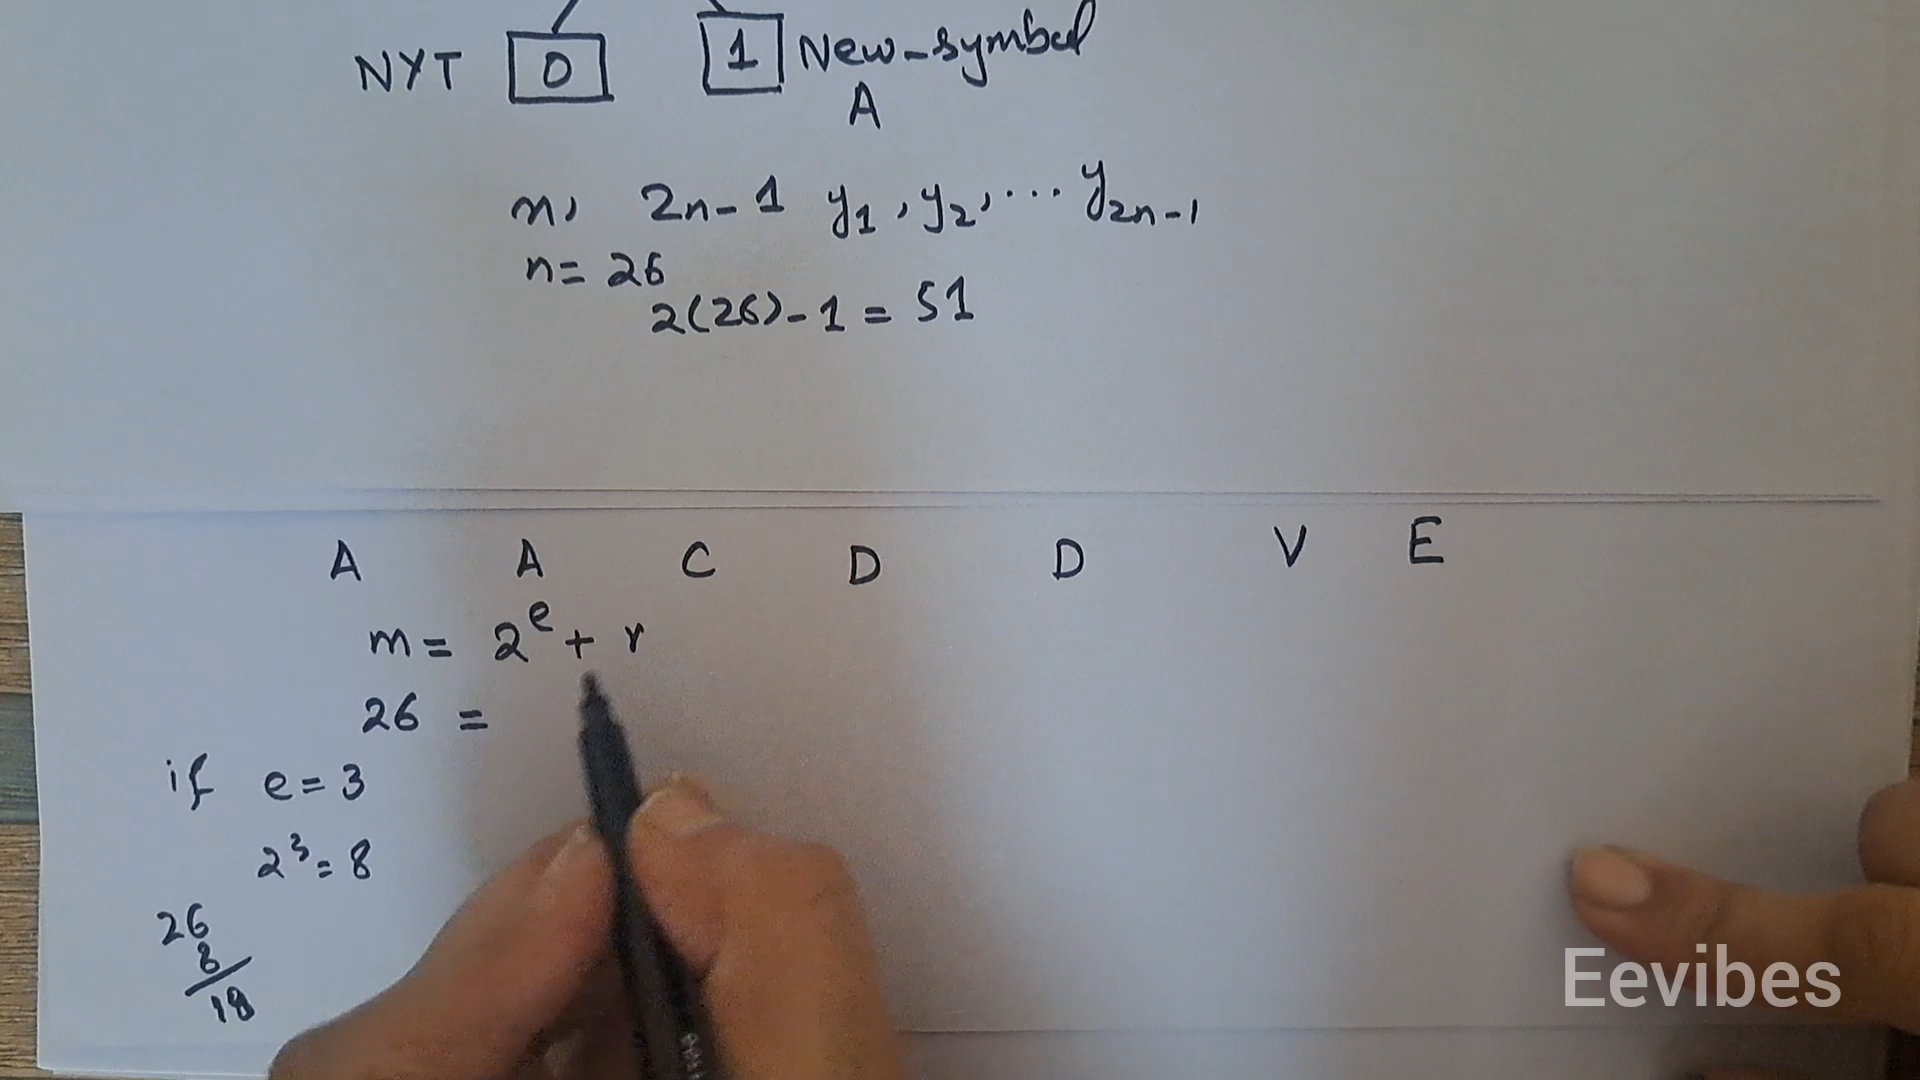 NYT 0 1 New-symbol
A
n, 2n-1 y1, y2, ... y2n-1
n= 26
2(26)-1 = 51
A A C D D V E
m= 2^e + r
26 =
if e=3
2^3=8
26
8
18
Eevibes